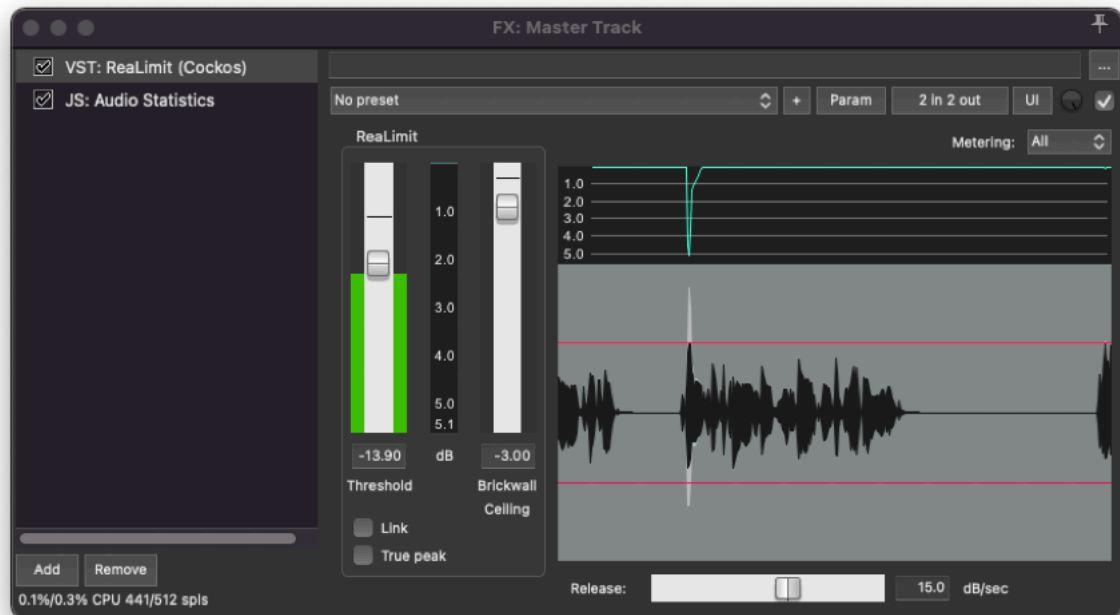 FX: Master Track
VST: ReaLimit (Cockos)
JS: Audio Statistics
...
No preset
+
Param
2 in 2 out
UI
ReaLimit
Metering:
All
1.0
2.0
3.0
4.0
5.0
5.1
-13.90
dB
-3.00
Threshold
Brickwall
Ceiling
Link
True peak
1.0
2.0
3.0
4.0
5.0
Release:
15.0
dB/sec
Add
Remove
0.1%/0.3% CPU 441/512 spls